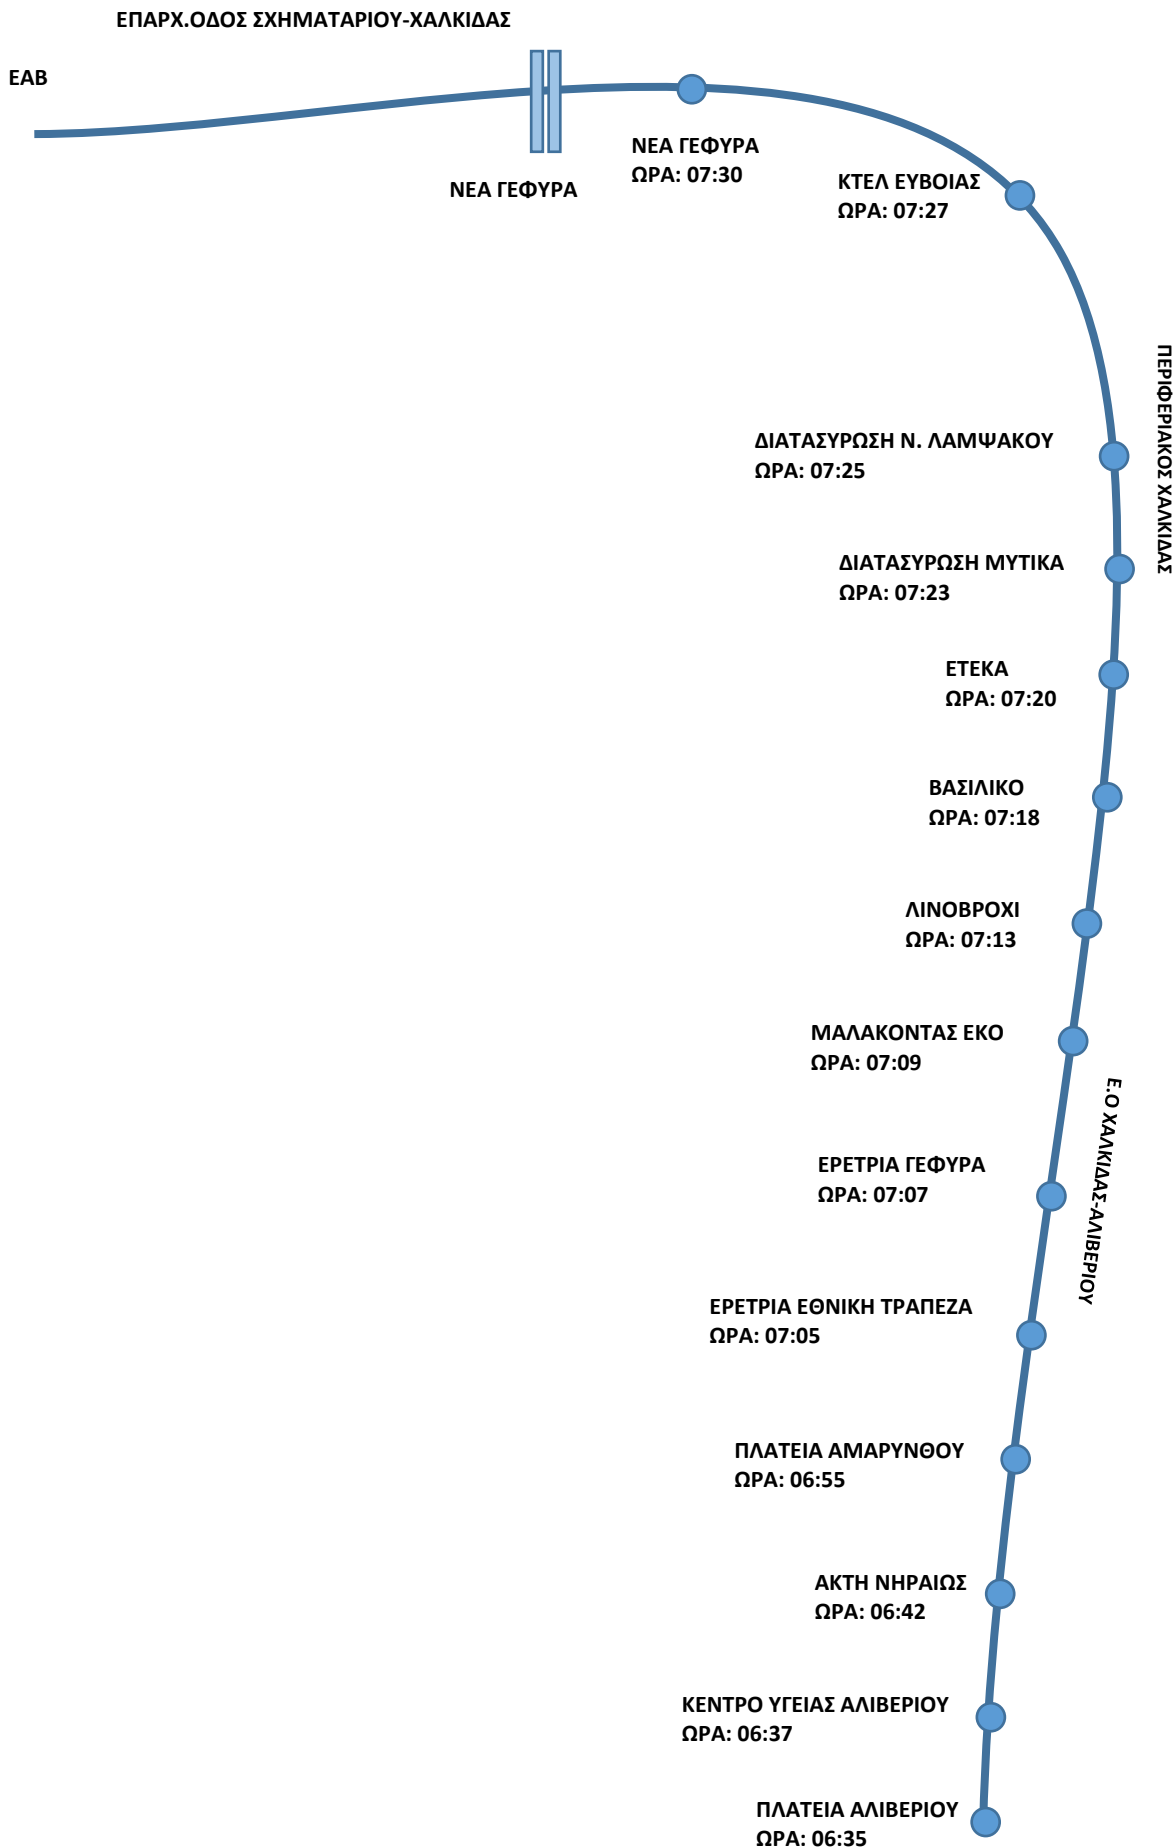 ΕΠΑΡΧ.ΟΔΟΣ ΣΧΗΜΑΤΑΡΙΟΥ-ΧΑΛΚΙΔΑΣ
ΕΑΒ
ΝΕΑ ΓΕΦΥΡΑ
ΩΡΑ: 07:30
ΝΕΑ ΓΕΦΥΡΑ
ΚΤΕΛ ΕΥΒΟΙΑΣ
ΩΡΑ: 07:27
ΠΕΡΙΦΕΡΙΑΚΟΣ ΧΑΛΚΙΔΑΣ
ΔΙΑΤΑΣΥΡΩΣΗ Ν. ΛΑΜΨΑΚΟΥ
ΩΡΑ: 07:25
ΔΙΑΤΑΣΥΡΩΣΗ ΜΥΤΙΚΑ
ΩΡΑ: 07:23
ΕΤΕΚΑ
ΩΡΑ: 07:20
ΒΑΣΙΛΙΚΟ
ΩΡΑ: 07:18
ΛΙΝΟΒΡΟΧΙ
ΩΡΑ: 07:13
ΜΑΛΑΚΟΝΤΑΣ ΕΚΟ
ΩΡΑ: 07:09
Ε.Ο ΧΑΛΚΙΔΑΣ-ΑΛΙΒΕΡΙΟΥ
ΕΡΕΤΡΙΑ ΓΕΦΥΡΑ
ΩΡΑ: 07:07
ΕΡΕΤΡΙΑ ΕΘΝΙΚΗ ΤΡΑΠΕΖΑ
ΩΡΑ: 07:05
ΠΛΑΤΕΙΑ ΑΜΑΡΥΝΘΟΥ
ΩΡΑ: 06:55
ΑΚΤΗ ΝΗΡΑΙΩΣ
ΩΡΑ: 06:42
ΚΕΝΤΡΟ ΥΓΕΙΑΣ ΑΛΙΒΕΡΙΟΥ
ΩΡΑ: 06:37
ΠΛΑΤΕΙΑ ΑΛΙΒΕΡΙΟΥ
ΩΡΑ: 06:35